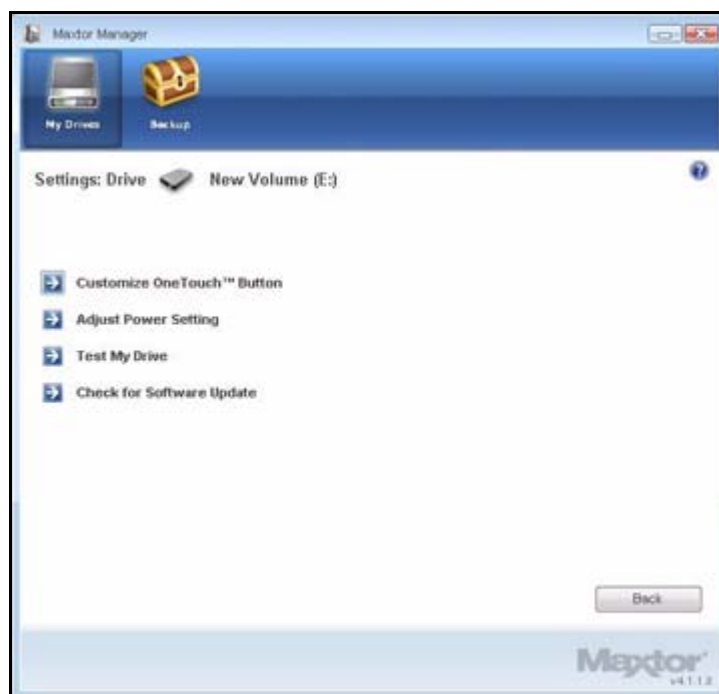 Maxtor Manager
My Drives
Backup
Settings: Drive New Volume (E:)
?
Customize OneTouch™ Button
Adjust Power Setting
Test My Drive
Check for Software Update
Back
Maxtor